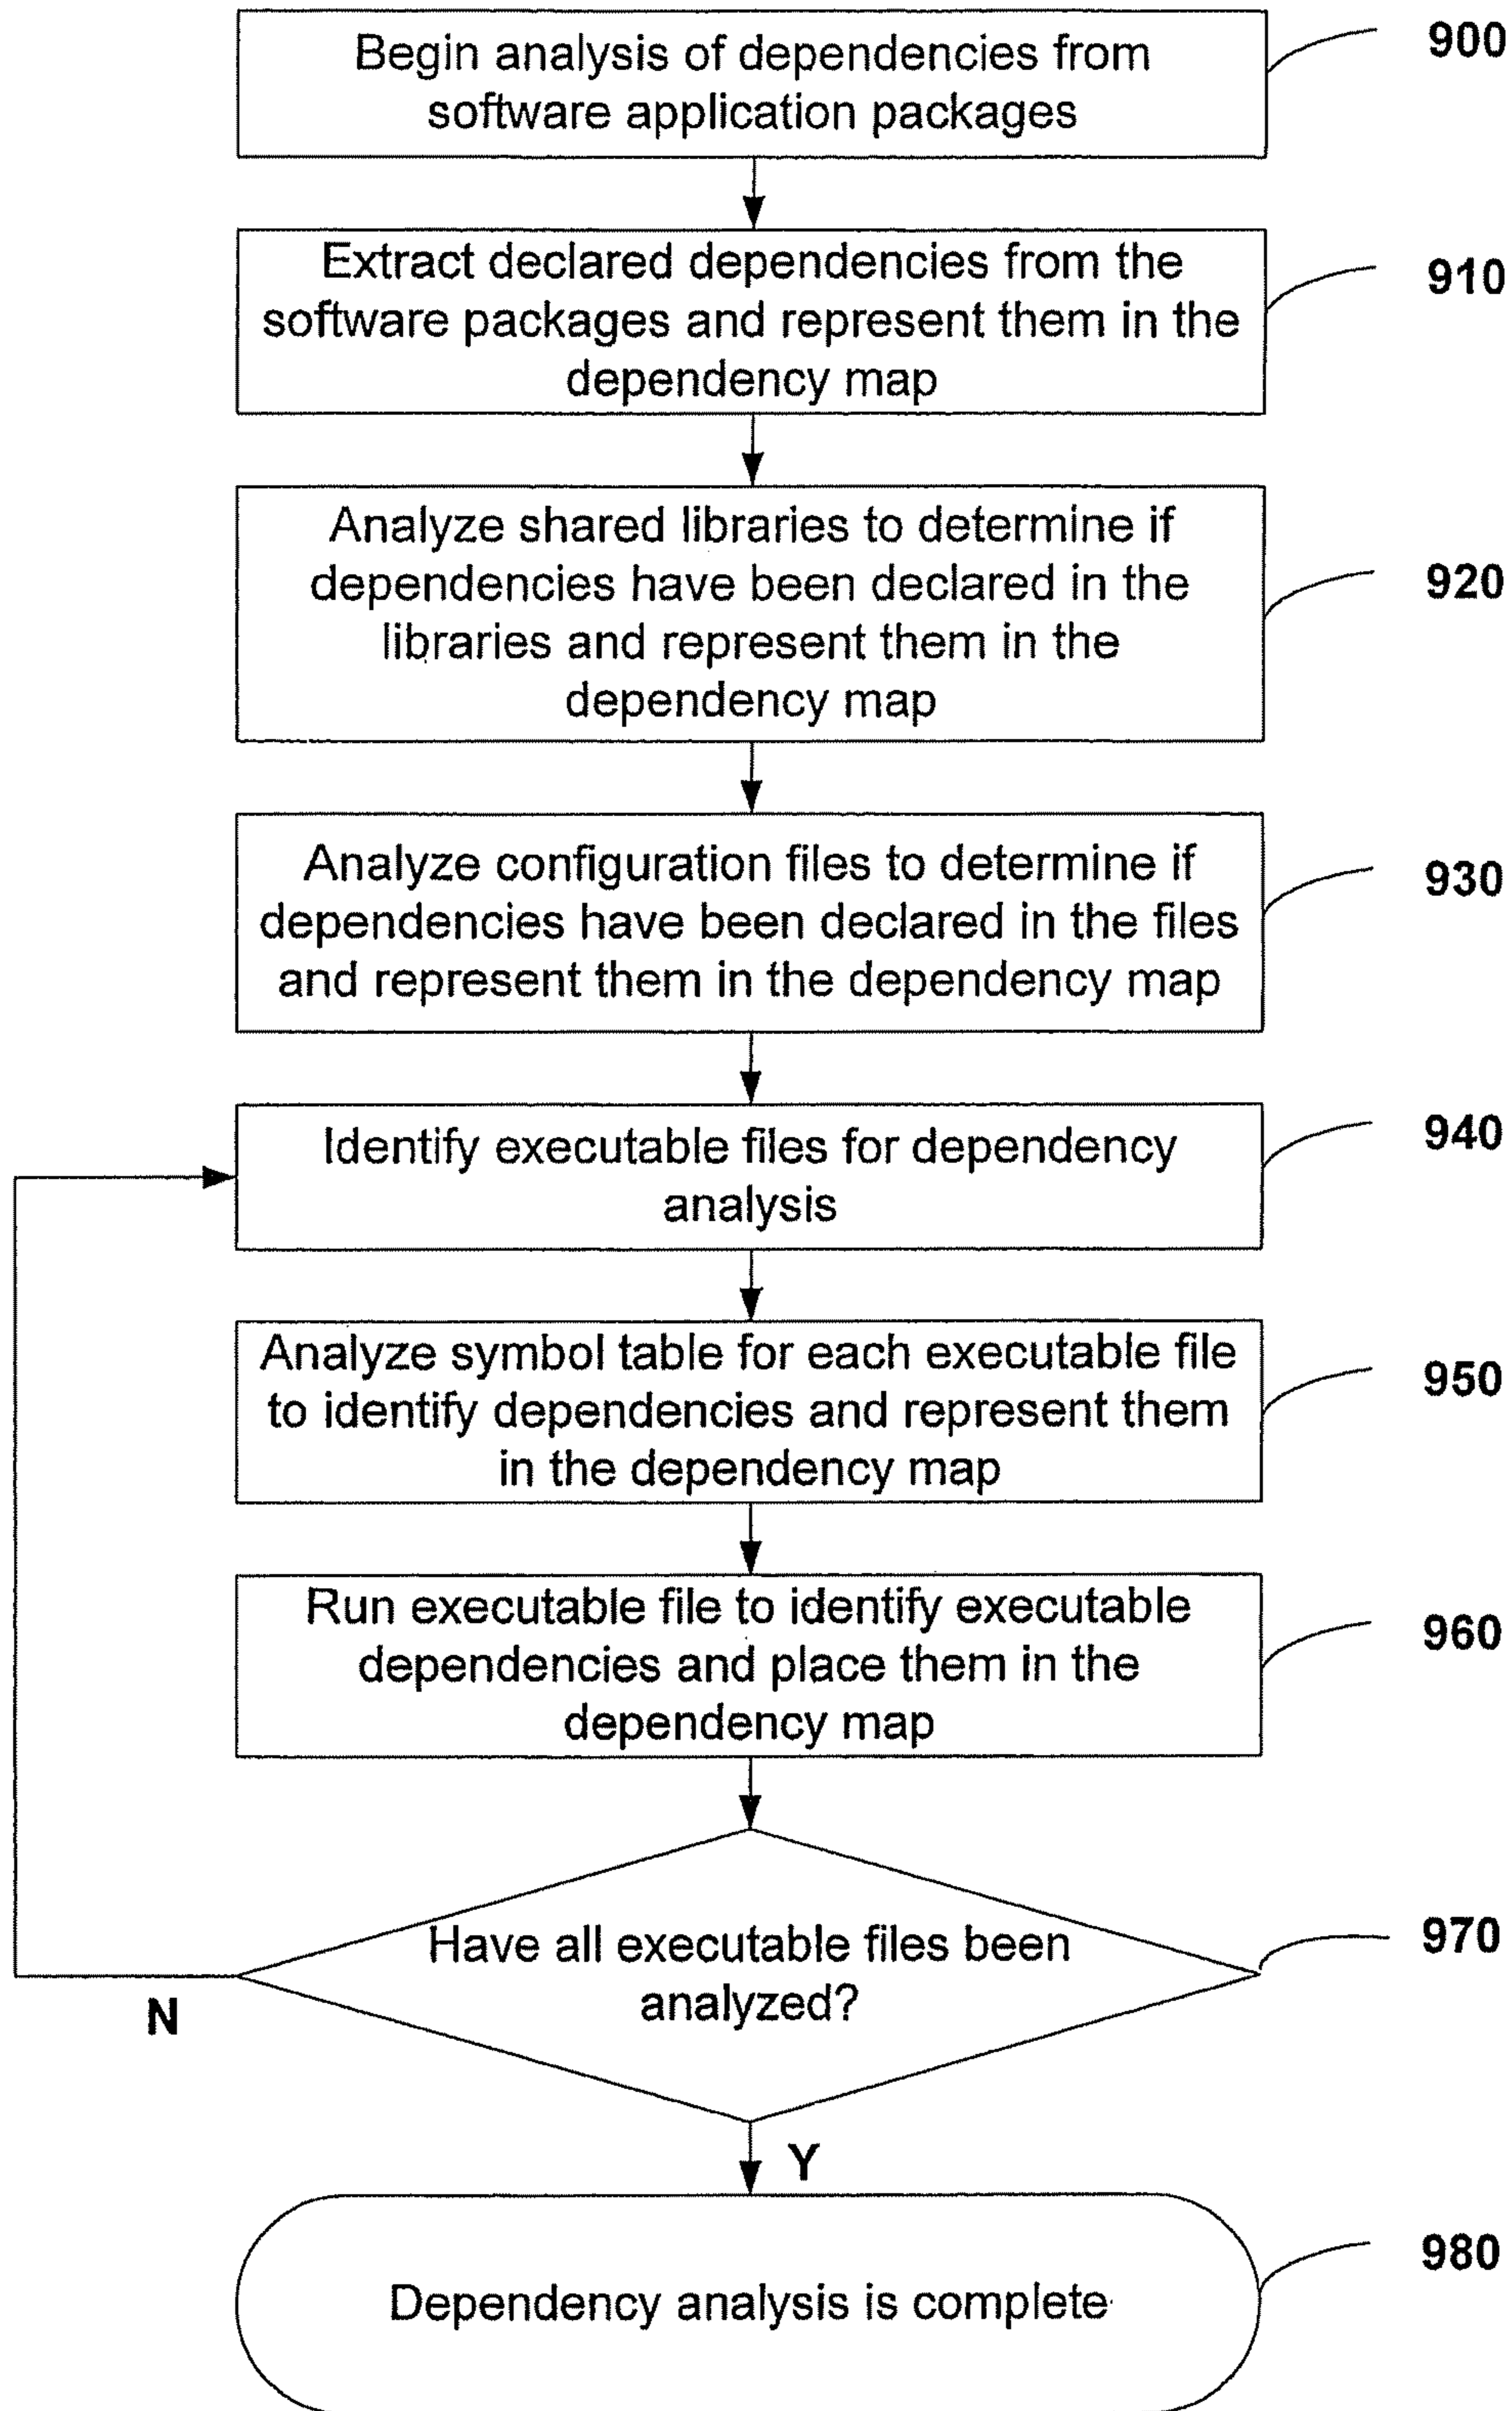 Begin analysis of dependencies from
software application packages
900
Extract declared dependencies from the
software packages and represent them in the
dependency map
910
Analyze shared libraries to determine if
dependencies have been declared in the
libraries and represent them in the
dependency map
920
Analyze configuration files to determine if
dependencies have been declared in the files
and represent them in the dependency map
930
Identify executable files for dependency
analysis
940
Analyze symbol table for each executable file
to identify dependencies and represent them
in the dependency map
950
Run executable file to identify executable
dependencies and place them in the
dependency map
960
Have all executable files been
analyzed?
970
N
Y
Dependency analysis is complete
980